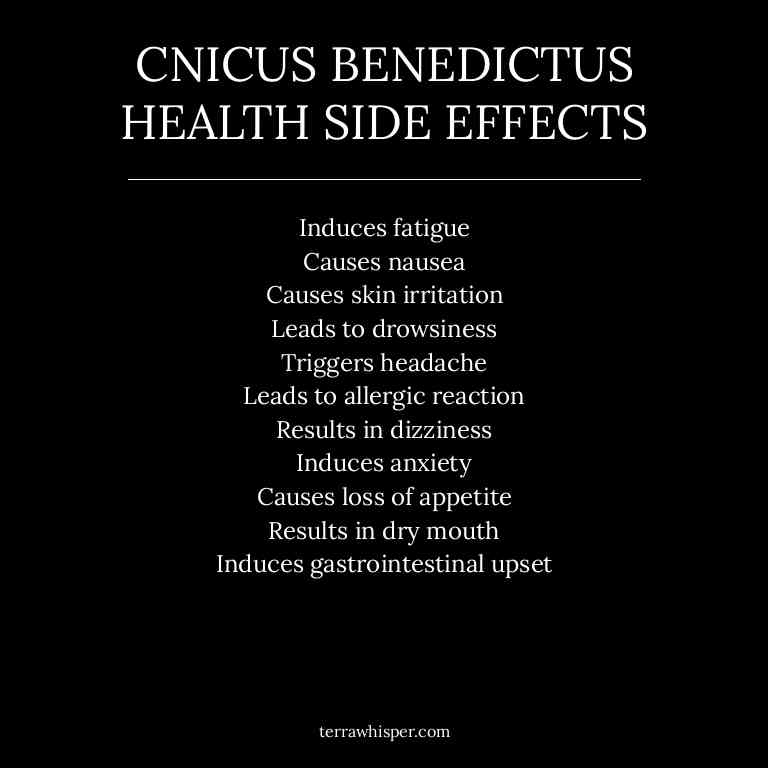 CNICUS BENEDICTUS
HEALTH SIDE EFFECTS
Induces fatigue
Causes nausea
Causes skin irritation
Leads to drowsiness
Triggers headache
Leads to allergic reaction
Results in dizziness
Induces anxiety
Causes loss of appetite
Results in dry mouth
Induces gastrointestinal upset
terrawhisper.com